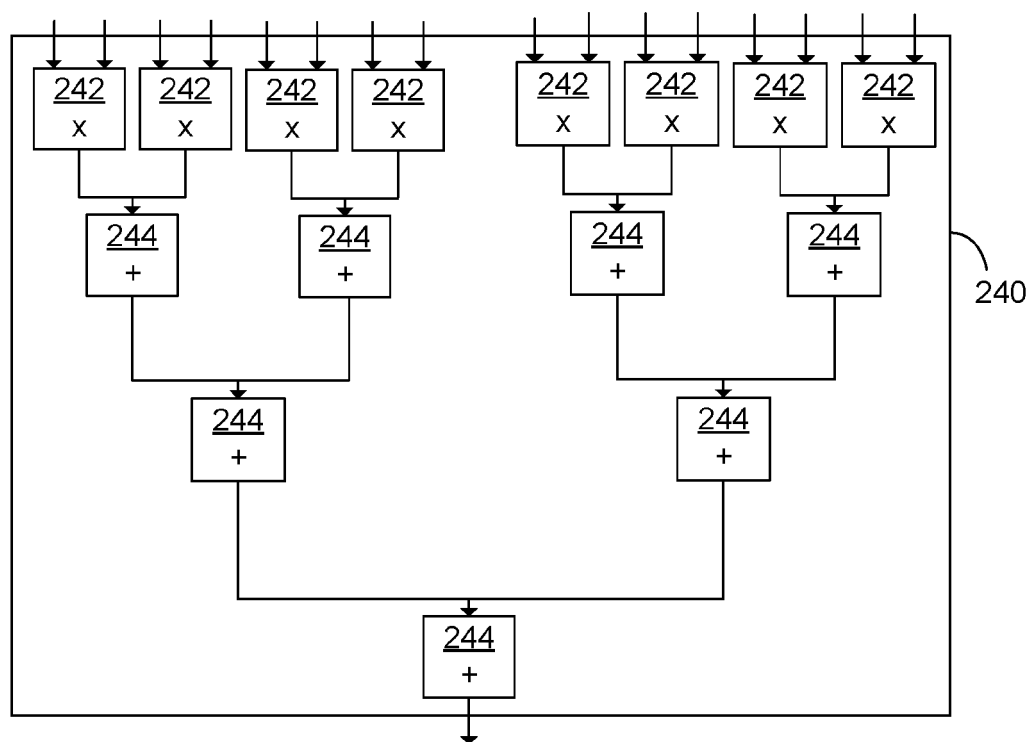 242 242 242 242 242 242 242 242
x x x x x x x x
244 244 244 244
+ + + +
240
244 244
+ +
244
+